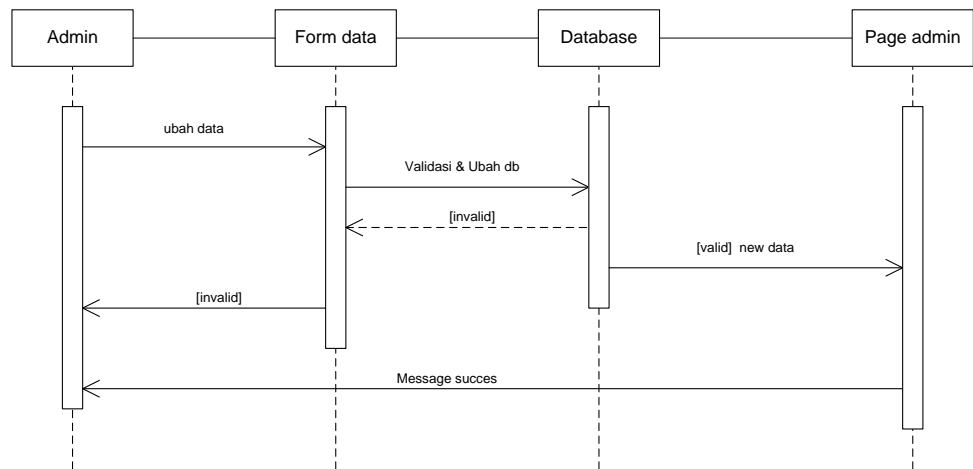 Admin
Form data
Database
Page admin
ubah data
Validasi & Ubah db
[invalid]
[valid]  new data
[invalid]
Message succes